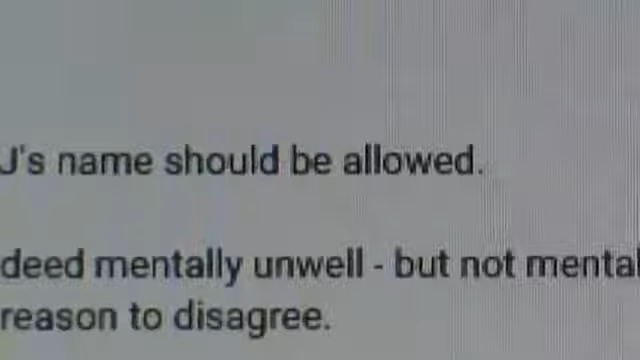 J's name should be allowed.
deed mentally unwell - but not mental
reason to disagree.